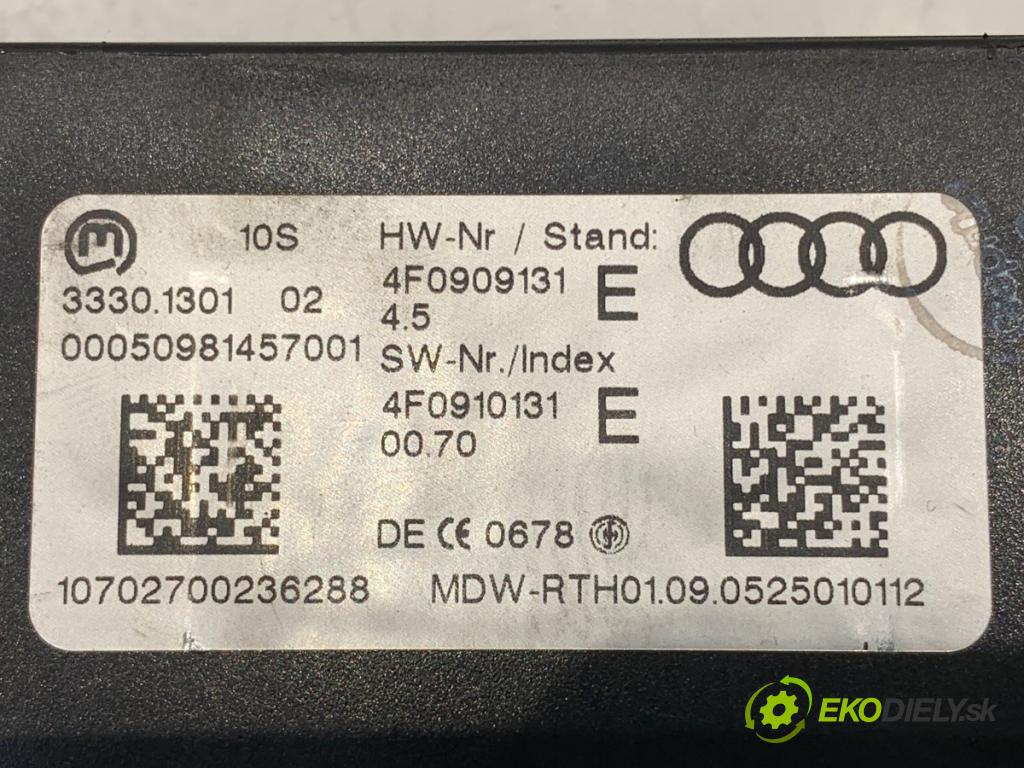 M 10S
3330.1301 02
00050981457001
HW-Nr / Stand:
4F0909131 E
4.5
SW-Nr./Index
4F0910131 E
00.70
DE CE 0678
10702700236288 MDW-RTH01.09.0525010112
EKODIELY.sk